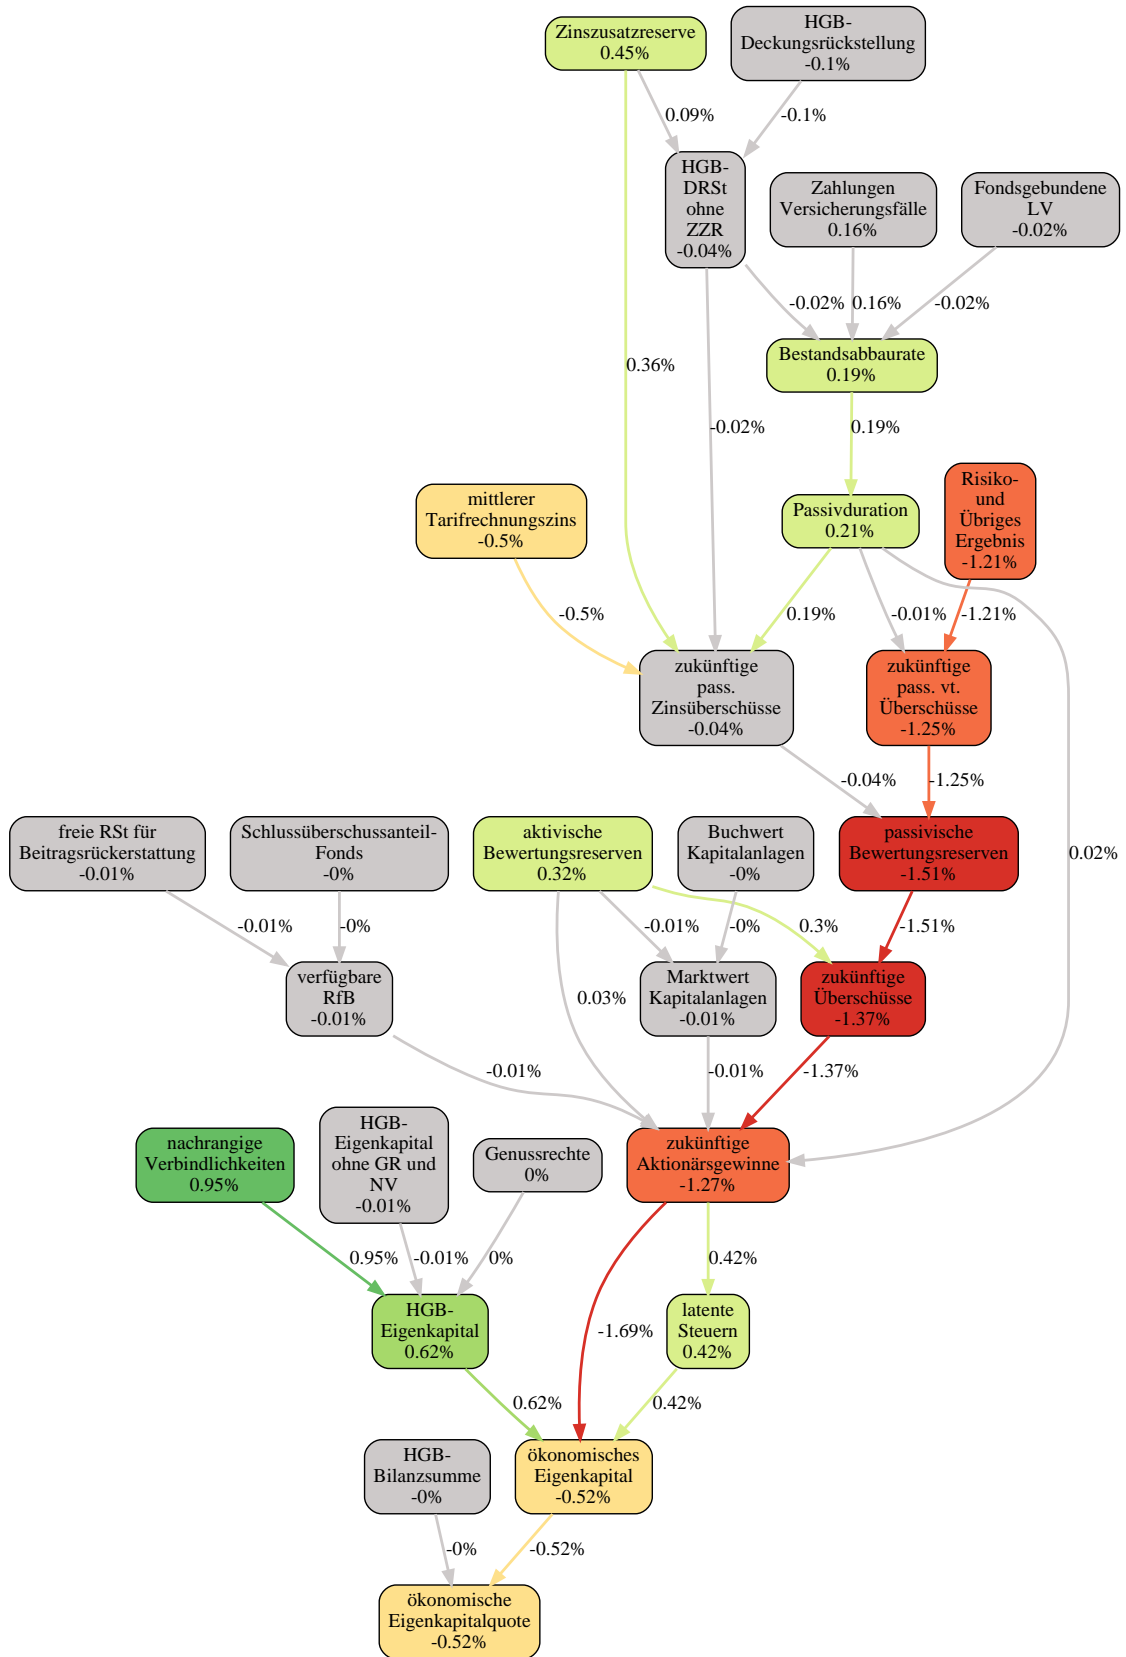 Zinszusatzreserve
0.45%
HGB-
Deckungsrückstellung
-0.1%
0.09%
-0.1%
HGB-
DRSt
ohne
ZZR
-0.04%
Zahlungen
Versicherungsfälle
0.16%
Fondsgebundene
LV
-0.02%
-0.02%
0.16%
-0.02%
Bestandsabbaurate
0.19%
0.36%
-0.02%
0.19%
mittlerer
Tarifrechnungszins
-0.5%
Passivduration
0.21%
Risiko-
und
Übriges
Ergebnis
-1.21%
-0.5%
0.19%
-0.01%
-1.21%
zukünftige
pass.
Zinsüberschüsse
-0.04%
zukünftige
pass. vt.
Überschüsse
-1.25%
-0.04%
-1.25%
freie RSt für
Beitragsrückerstattung
-0.01%
Schlussüberschussanteil-
Fonds
-0%
aktivische
Bewertungsreserven
0.32%
Buchwert
Kapitalanlagen
-0%
passivische
Bewertungsreserven
-1.51%
0.02%
-0.01%
-0%
-0.01%
-0%
0.3%
-1.51%
verfügbare
RfB
-0.01%
0.03%
Marktwert
Kapitalanlagen
-0.01%
zukünftige
Überschüsse
-1.37%
-0.01%
-0.01%
-1.37%
nachrangige
Verbindlichkeiten
0.95%
HGB-
Eigenkapital
ohne GR und
NV
-0.01%
Genussrechte
0%
zukünftige
Aktionärsgewinne
-1.27%
0.95%
-0.01%
0%
0.42%
HGB-
Eigenkapital
0.62%
-1.69%
latente
Steuern
0.42%
0.62%
0.42%
HGB-
Bilanzsumme
-0%
ökonomisches
Eigenkapital
-0.52%
-0%
-0.52%
ökonomische
Eigenkapitalquote
-0.52%